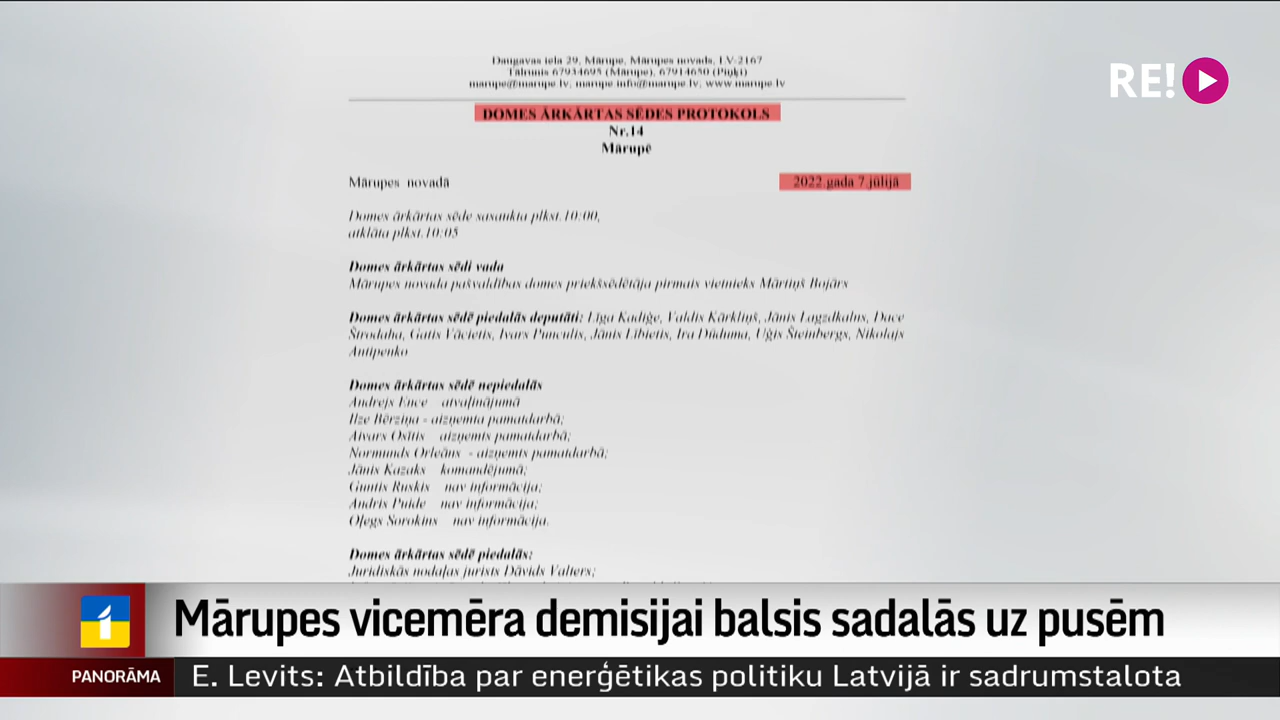 Daugavas iela 29, Mārupe, Mārupes novads, LV-2167
Tālrunis 67934695 (Mārupe), 67914650 (Piņķi)
marupe@marupe.lv, marupe.info@marupe.lv, www.marupe.lv
DOMES ĀRKĀRTAS SĒDES PROTOKOLS
Nr.14
Mārupē
Mārupes novadā 2022.gada 7.jūlijā
Domes ārkārtas sēde sasaukta plkst.10:00,
atklāta plkst.10:05
Domes ārkārtas sēdi vada
Mārupes novada pašvaldības domes priekšsēdētāja pirmais vietnieks Mārtiņš Bojārs
Domes ārkārtas sēdē piedalās deputāti: Līga Kadiģe, Valdis Kārkliņš, Jānis Lagzdkalns, Dace
Štrodaha, Gatis Vācietis, Ivars Punculis, Jānis Lībietis, Ira Dūduma, Uģis Šteinbergs, Nikolajs
Antipenko
Domes ārkārtas sēdē nepiedalās
Andrejs Ence atvaļinājumā
Ilze Bērziņa - aizņemta pamatdarbā;
Aivars Osītis aizņemts pamatdarbā;
Normunds Orleāns - aizņemts pamatdarbā;
Jānis Kazaks komandējumā;
Guntis Ruskis nav informācija;
Andris Puide nav informācija;
Oļegs Sorokins nav informācija.
Domes ārkārtas sēdē piedalās:
Juridiskās nodaļas jurists Dāvids Valters;
RE!
1
Mārupes vicemēra demisijai balsis sadalās uz pusēm
PANORĀMA E. Levits: Atbildība par enerģētikas politiku Latvijā ir sadrumstalota